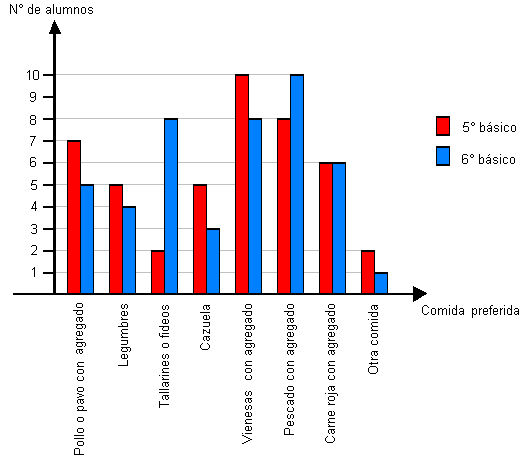 N° de alumnos
10
9
8
7
6
5
4
3
2
1
5° básico
6° básico
Comida preferida
Pollo o pavo con agregado
Legumbres
Tallarines o fideos
Cazuela
Vienesas con agregado
Pescado con agregado
Carne roja con agregado
Otra comida